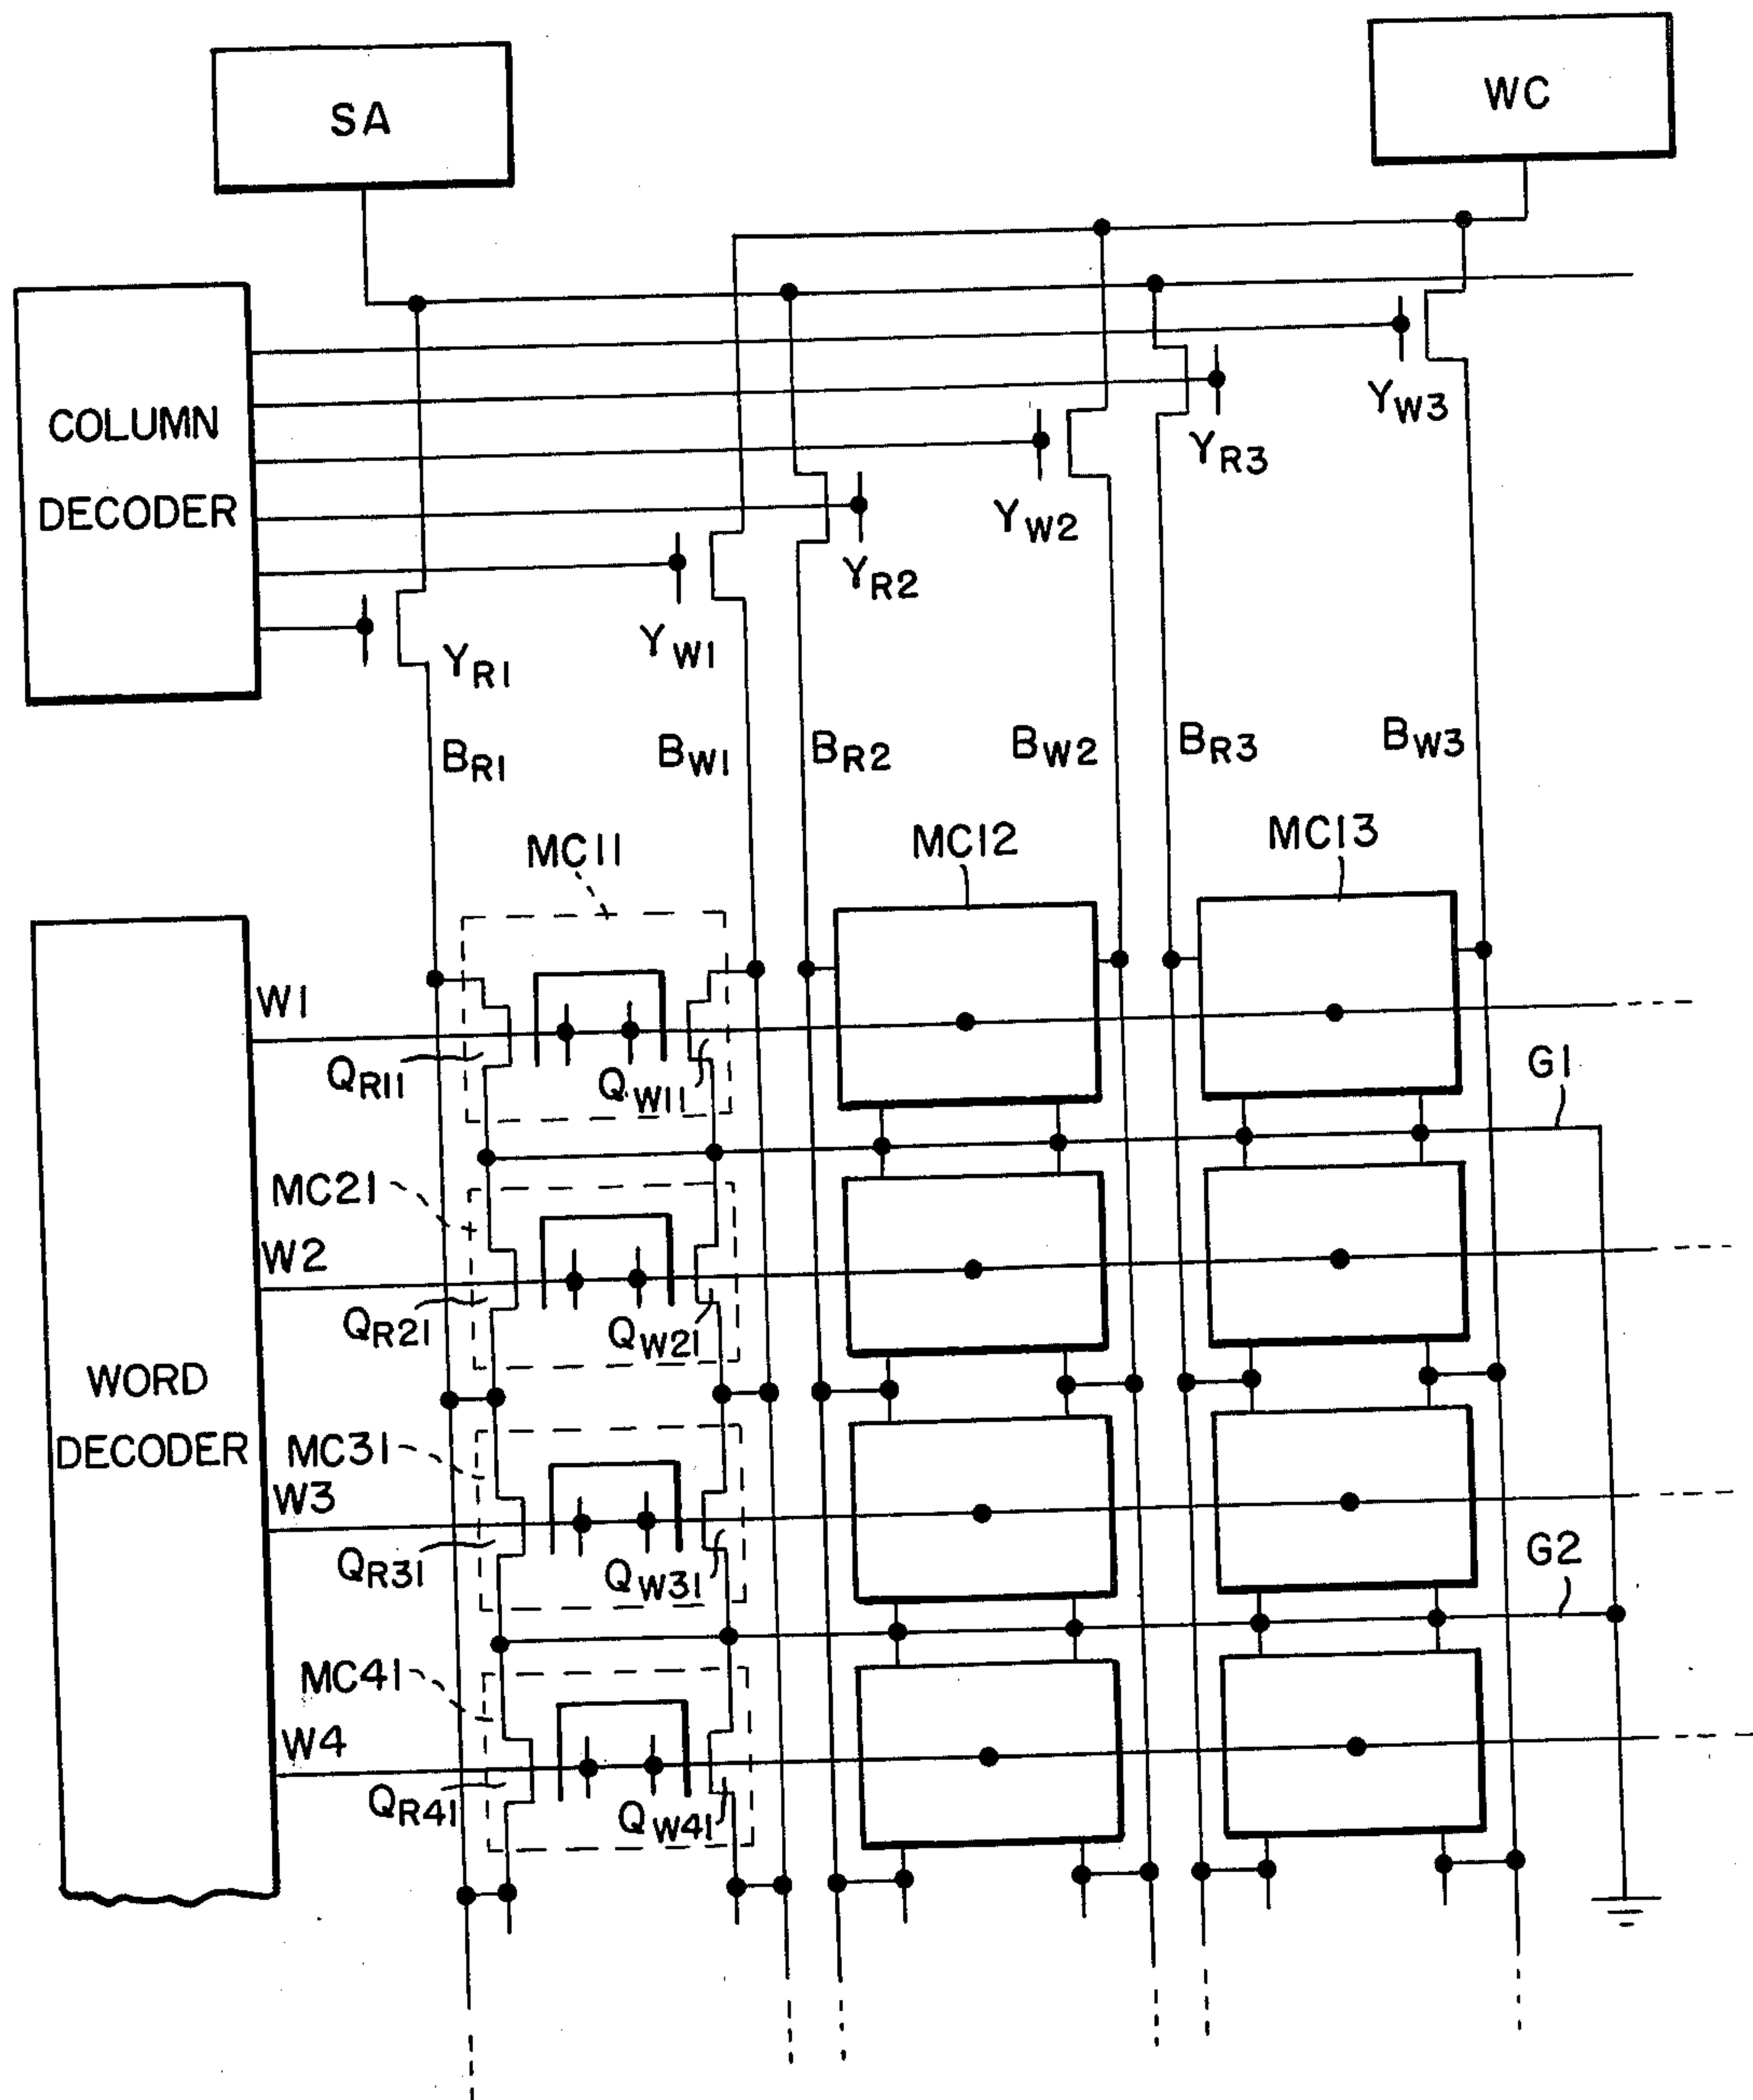 SA
WC
COLUMN
DECODER
YW3
YR3
YW2
YR2
YW1
YR1
BR1
BW1
BR2
BW2
BR3
BW3
MC11
MC12
MC13
W1
QR11
QW11
G1
MC21
W2
QR21
QW21
WORD
DECODER
MC31
W3
QR31
QW31
G2
MC41
W4
QR41
QW41